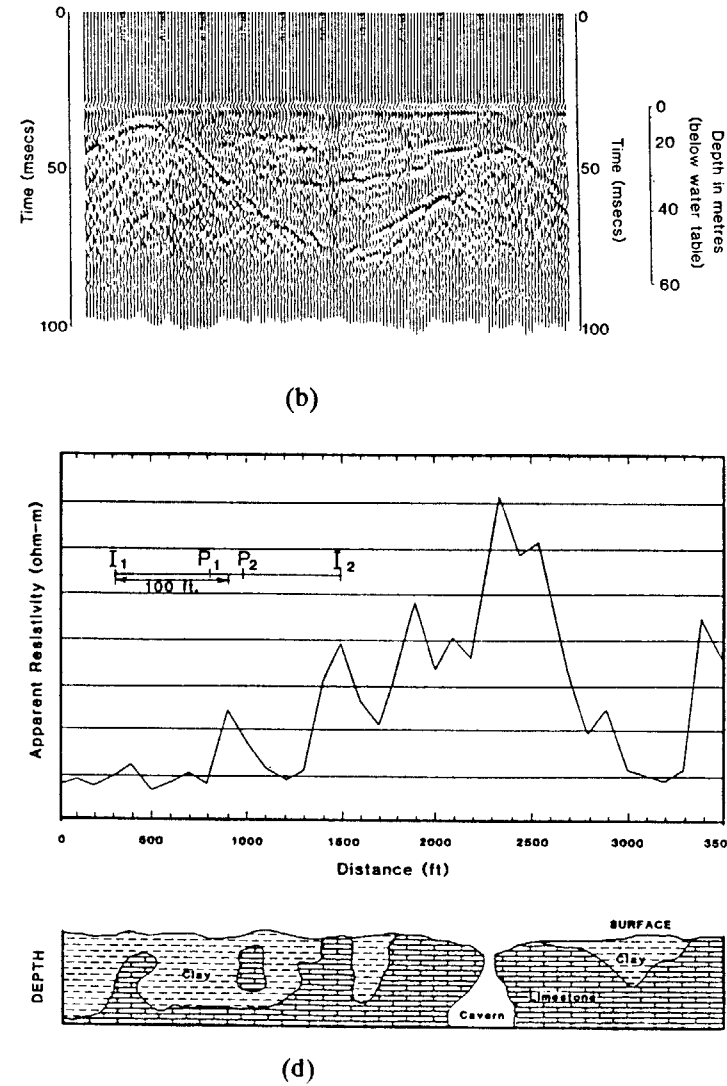 0
0
Time (msecs)
50
100
Time (msecs)
50
100
0
20
40
60
Depth in metres
(below water table)
(b)
Apparent Resistivity (ohm-m)
I1 P1 P2 I2
100 ft.
0 500 1000 1500 2000 2500 3000 350
Distance (ft)
DEPTH
SURFACE
Clay
Clay
Limestone
Cavern
(d)